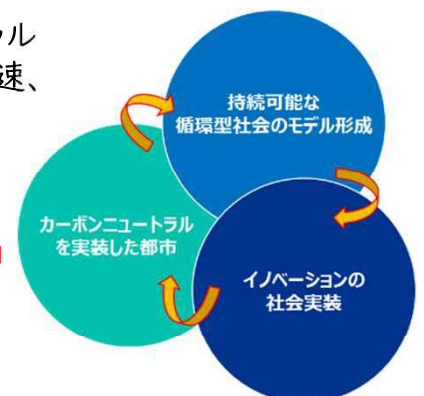 ル
速、
持続可能な
循環型社会のモデル形成
カーボンニュートラル
を実装した都市
イノベーションの
社会実装